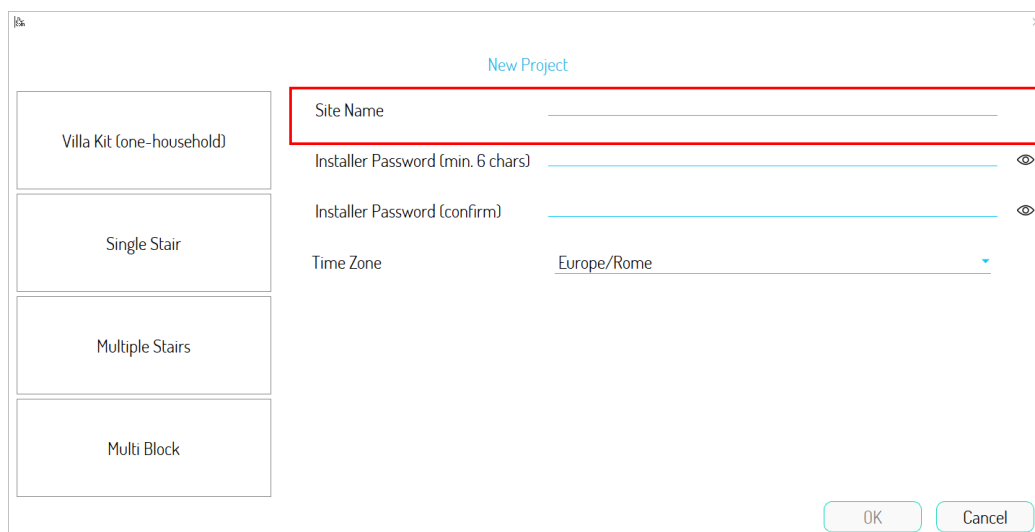 New Project
Villa Kit (one-household)
Single Stair
Multiple Stairs
Multi Block
Site Name
Installer Password (min. 6 chars)
Installer Password (confirm)
Time Zone
Europe/Rome
OK
Cancel